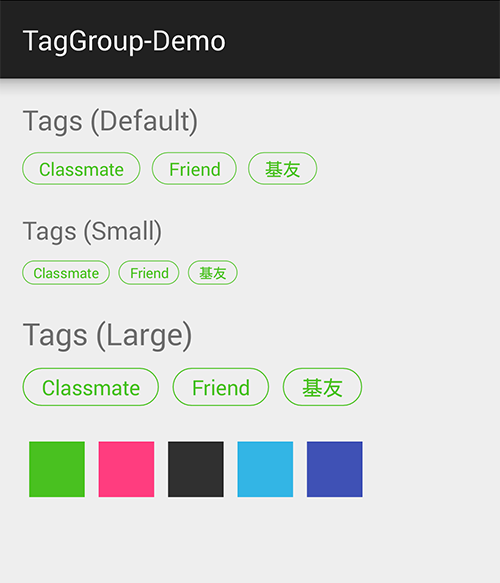 TagGroup-Demo
Tags (Default)
Classmate Friend 基友
Tags (Small)
Classmate Friend 基友
Tags (Large)
Classmate Friend 基友